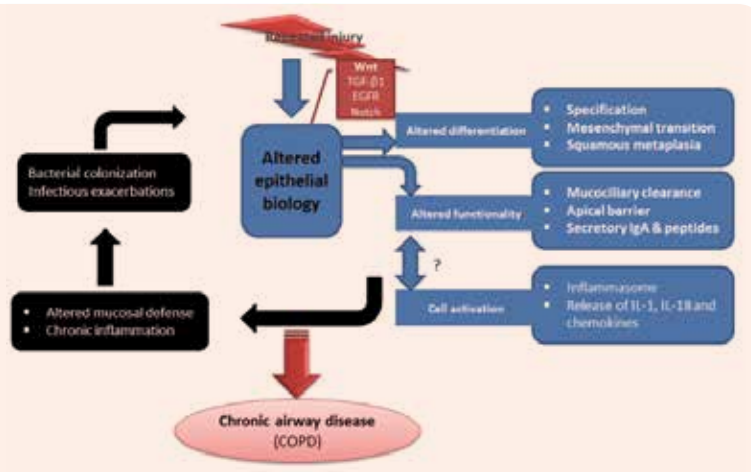 Repeated injury
Wnt
TGF-β1
EGFR
Notch
Altered
epithelial
biology
Altered differentiation
• Specification
• Mesenchymal transition
• Squamous metaplasia
Altered functionality
• Mucociliary clearance
• Apical barrier
• Secretory IgA & peptides
?
Cell activation
• Inflammasome
• Release of IL-1, IL-18 and
chemokines
Bacterial colonization
Infectious exacerbations
• Altered mucosal defense
• Chronic inflammation
Chronic airway disease
(COPD)